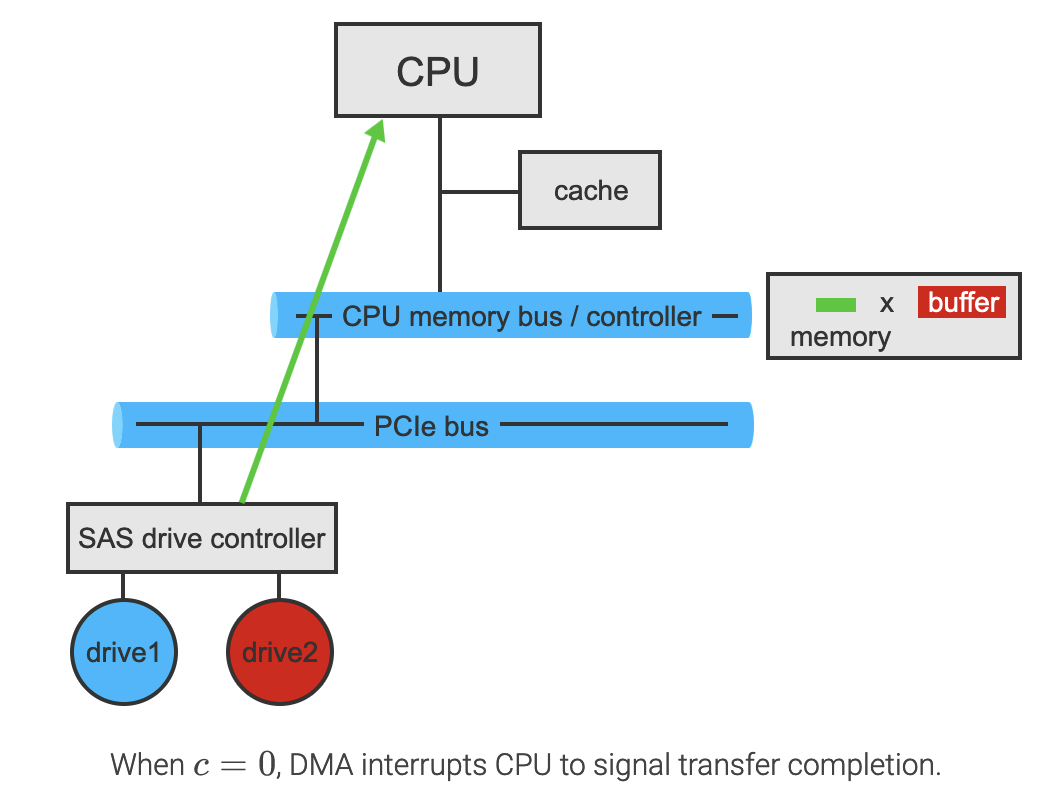 CPU
cache
CPU memory bus / controller
x buffer
memory
PCIe bus
SAS drive controller
drive1 drive2
When c = 0, DMA interrupts CPU to signal transfer completion.